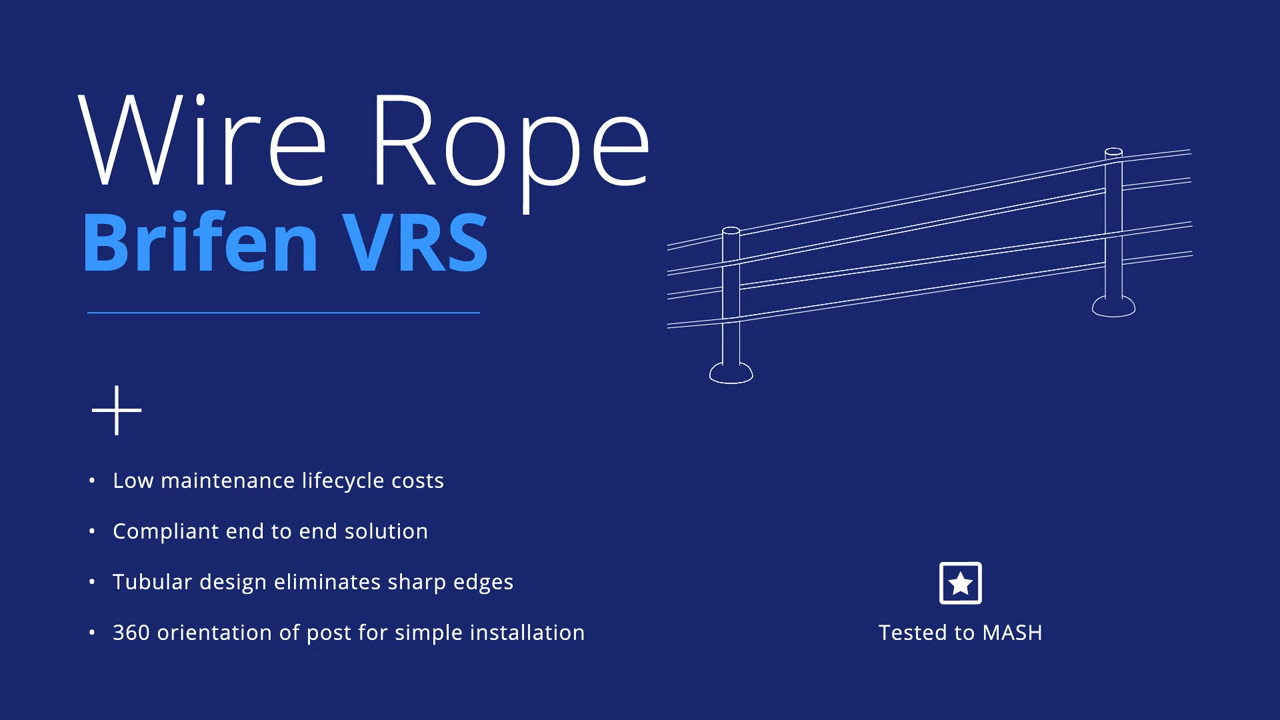 Wire Rope
Brifen VRS
• Low maintenance lifecycle costs
• Compliant end to end solution
• Tubular design eliminates sharp edges
• 360 orientation of post for simple installation
Tested to MASH